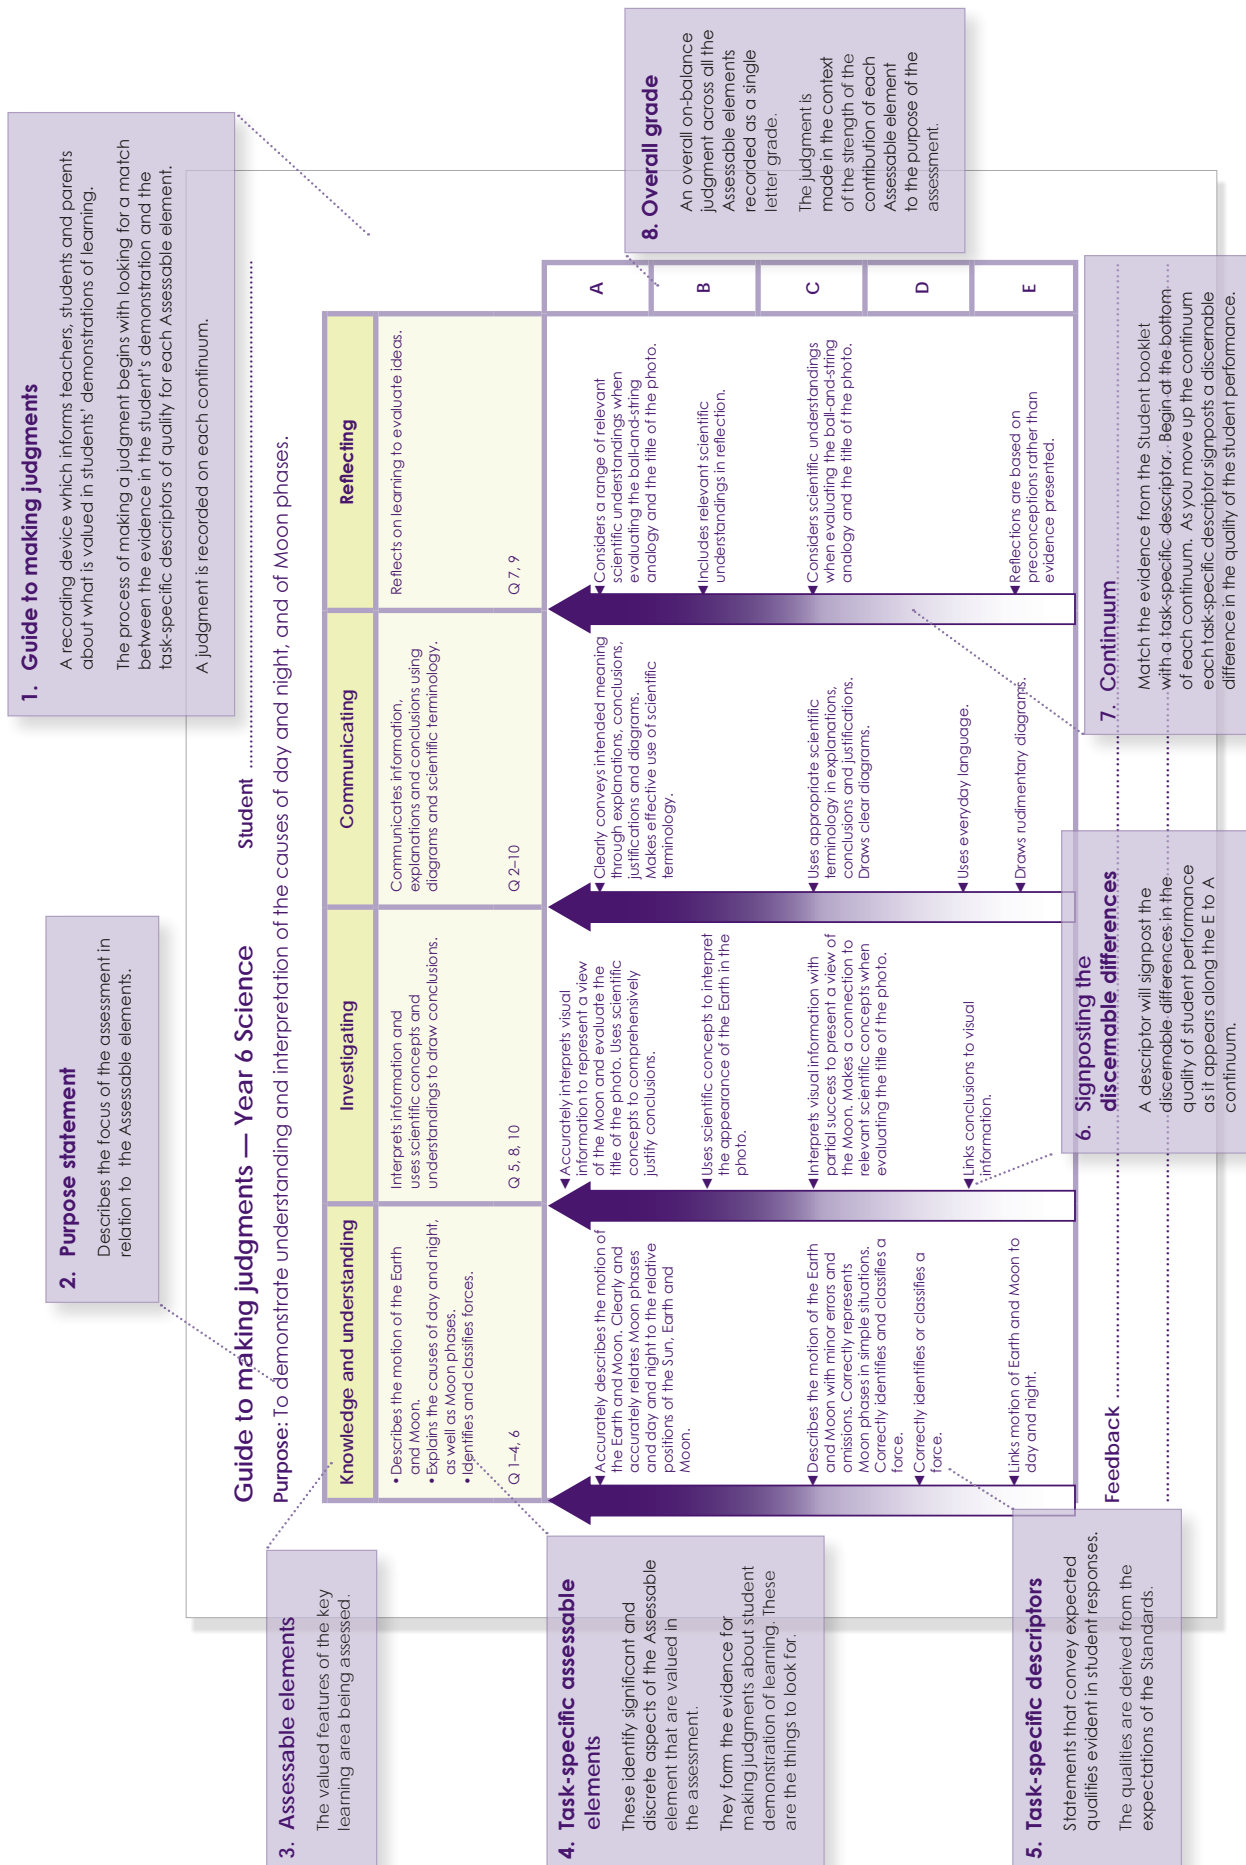 1. Guide to making judgments
A recording device which informs teachers, students and parents
about what is valued in students' demonstrations of learning.
The process of making a judgment begins with looking for a match
between the evidence in the student's demonstration and the
task-specific descriptors of quality for each Assessable element.
A judgment is recorded on each continuum.
2. Purpose statement
Describes the focus of the assessment in
relation to the Assessable elements.
3. Assessable elements
The valued features of the key
learning area being assessed.
4. Task-specific assessable
elements
These identify significant and
discrete aspects of the Assessable
element that are valued in
the assessment.
They form the evidence for
making judgments about student
demonstration of learning. These
are the things to look for.
5. Task-specific descriptors
Statements that convey expected
qualities evident in student responses.
The qualities are derived from the
expectations of the Standards.
6. Signposting the
discernable differences
A descriptor will signpost the
discernable differences in the
quality of student performance
as it appears along the E to A
continuum.
7. Continuum
Match the evidence from the Student booklet
with a task-specific descriptor. Begin at the bottom
of each continuum. As you move up the continuum
each task-specific descriptor signposts a discernable
difference in the quality of the student performance.
8. Overall grade
An overall on-balance
judgment across all the
Assessable elements
recorded as a single
letter grade.
The judgment is
made in the context
of the strength of the
contribution of each
Assessable element
to the purpose of the
assessment.
Guide to making judgments — Year 6 Science
Student
Purpose: To demonstrate understanding and interpretation of the causes of day and night, and of Moon phases.
Knowledge and understanding
• Describes the motion of the Earth
and Moon.
• Explains the causes of day and night,
as well as Moon phases.
• Identifies and classifies forces.
Q 1–4, 6
Accurately describes the motion of
the Earth and Moon. Clearly and
accurately relates Moon phases
and day and night to the relative
positions of the Sun, Earth and
Moon.
Describes the motion of the Earth
and Moon with minor errors and
omissions. Correctly represents
Moon phases in simple situations.
Correctly identifies and classifies a
force.
Correctly identifies or classifies a
force.
Links motion of Earth and Moon to
day and night.
Investigating
Interprets information and
uses scientific concepts and
understandings to draw conclusions.
Q 5, 8, 10
Accurately interprets visual
information to represent a view
of the Moon and evaluate the
title of the photo. Uses scientific
concepts to comprehensively
justify conclusions.
Uses scientific concepts to interpret
the appearance of the Earth in the
photo.
Interprets visual information with
partial success to present a view of
the Moon. Makes a connection to
relevant scientific concepts when
evaluating the title of the photo.
Links conclusions to visual
information.
Communicating
Communicates information,
explanations and conclusions using
diagrams and scientific terminology.
Q 2–10
Clearly conveys intended meaning
through explanations, conclusions,
justifications and diagrams.
Makes effective use of scientific
terminology.
Uses appropriate scientific
terminology in explanations,
conclusions and justifications.
Draws clear diagrams.
Uses everyday language.
Draws rudimentary diagrams.
Reflecting
Reflects on learning to evaluate ideas.
Q 7, 9
Considers a range of relevant
scientific understandings when
evaluating the ball-and-string
analogy and the title of the photo.
Includes relevant scientific
understandings in reflection.
Considers scientific understandings
when evaluating the ball-and-string
analogy and the title of the photo.
Reflections are based on
preconceptions rather than
evidence presented.
A
B
C
D
E
Feedback